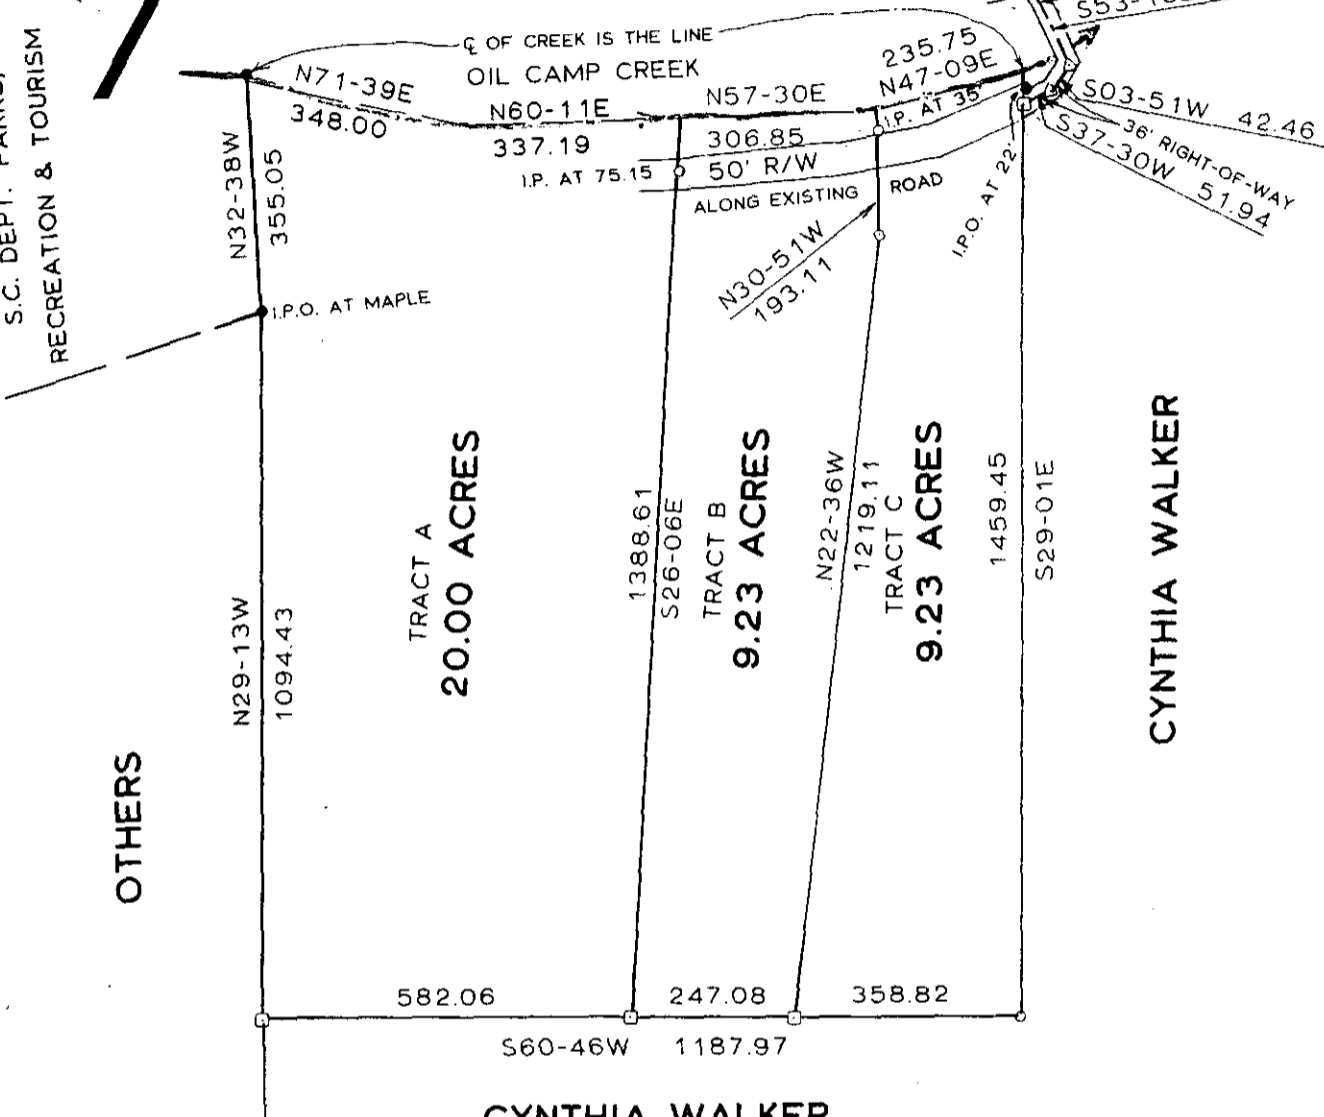 S.C. DEPT. PARKS,
RECREATION & TOURISM
℄ OF CREEK IS THE LINE
OIL CAMP CREEK
N71-39E
348.00
N60-11E
337.19
N57-30E
306.85
235.75
N47-09E
I.P. AT 35'
I.P. AT 75.15
50' R/W
ALONG EXISTING ROAD
S03-51W 42.46
36' RIGHT-OF-WAY
S37-30W 51.94
I.P.O. AT 22'
N32-38W
355.05
I.P.O. AT MAPLE
N30-51W
193.11
N29-13W
1094.43
TRACT A
20.00 ACRES
1388.61
S26-06E
TRACT B
9.23 ACRES
N22-36W
1219.11
TRACT C
9.23 ACRES
1459.45
S29-01E
CYNTHIA WALKER
OTHERS
582.06
247.08
358.82
S60-46W 1187.97
CYNTHIA WALKER